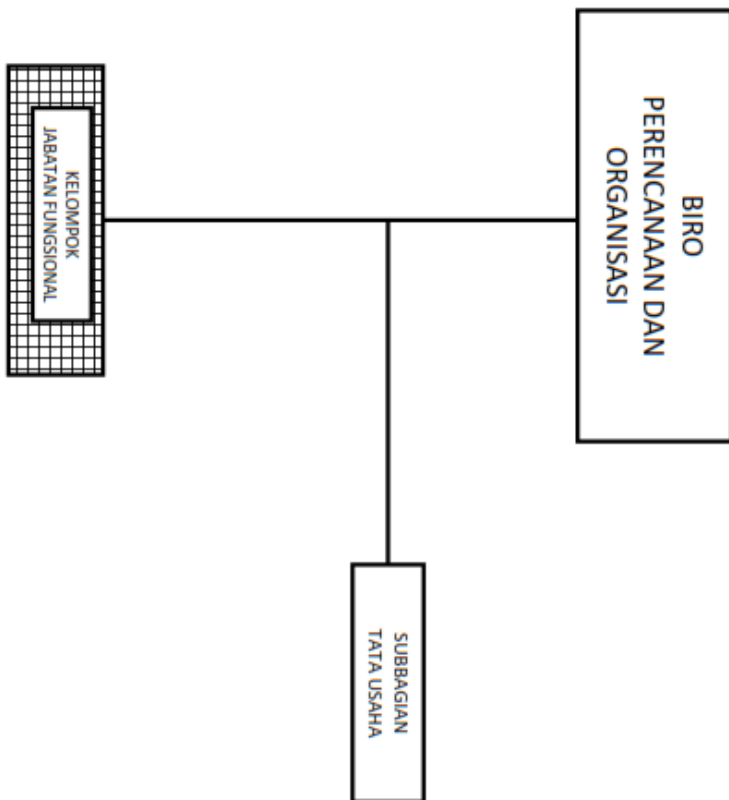 BIRO
PERENCANAAN DAN
ORGANISASI
SUBBAGIAN
TATA USAHA
KELOMPOK
JABATAN FUNGSIONAL